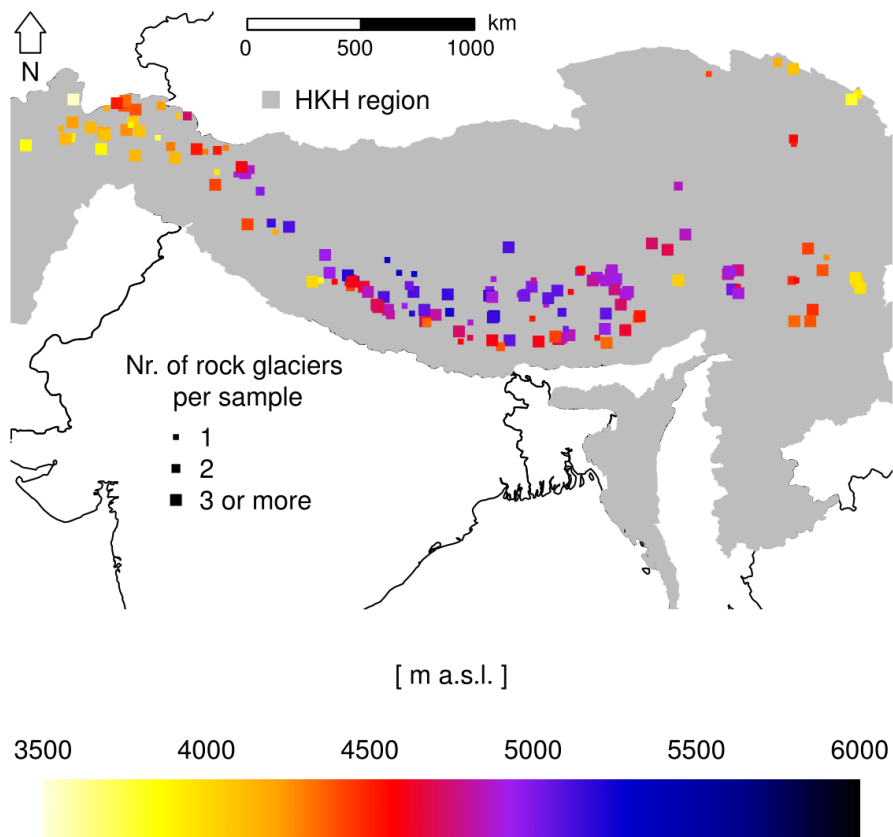 km
0 500 1000
N
HKH region
Nr. of rock glaciers
per sample
1
2
3 or more
[ m a.s.l. ]
3500 4000 4500 5000 5500 6000